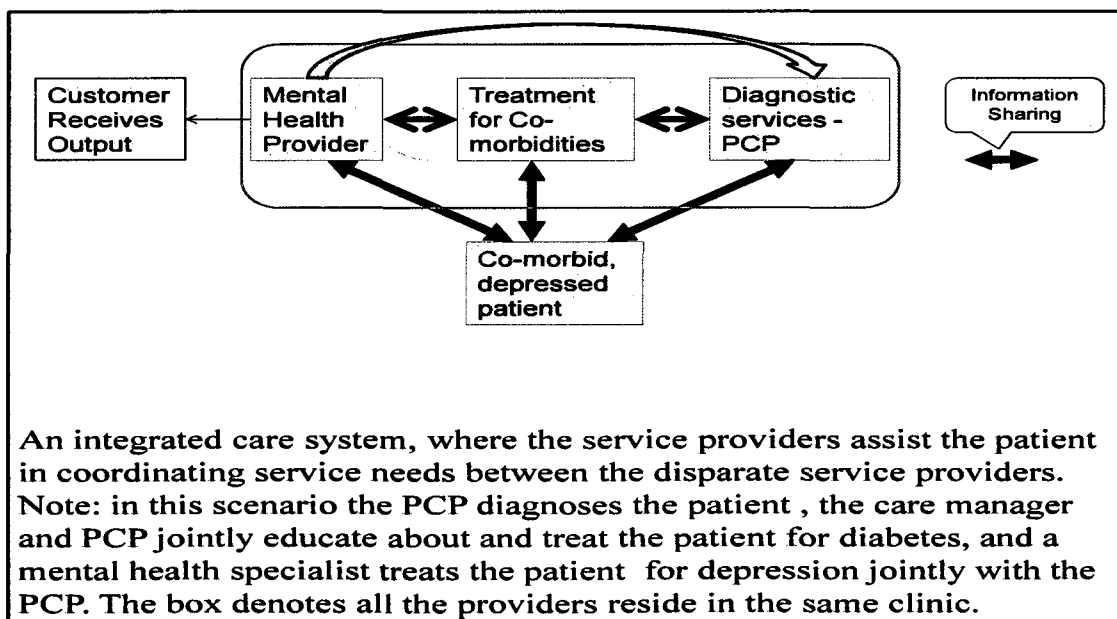 Customer
Receives
Output
Mental
Health
Provider
Treatment
for Co-
morbidities
Diagnostic
services -
PCP
Information
Sharing
Co-morbid,
depressed
patient
An integrated care system, where the service providers assist the patient
in coordinating service needs between the disparate service providers.
Note: in this scenario the PCP diagnoses the patient , the care manager
and PCP jointly educate about and treat the patient for diabetes, and a
mental health specialist treats the patient for depression jointly with the
PCP. The box denotes all the providers reside in the same clinic.